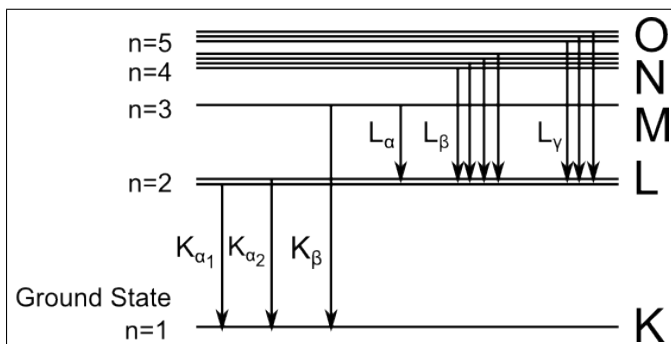 n=5 O
n=4 N
n=3 M
Lα Lβ Lγ
n=2 L
Kα1 Kα2 Kβ
Ground State
n=1 K